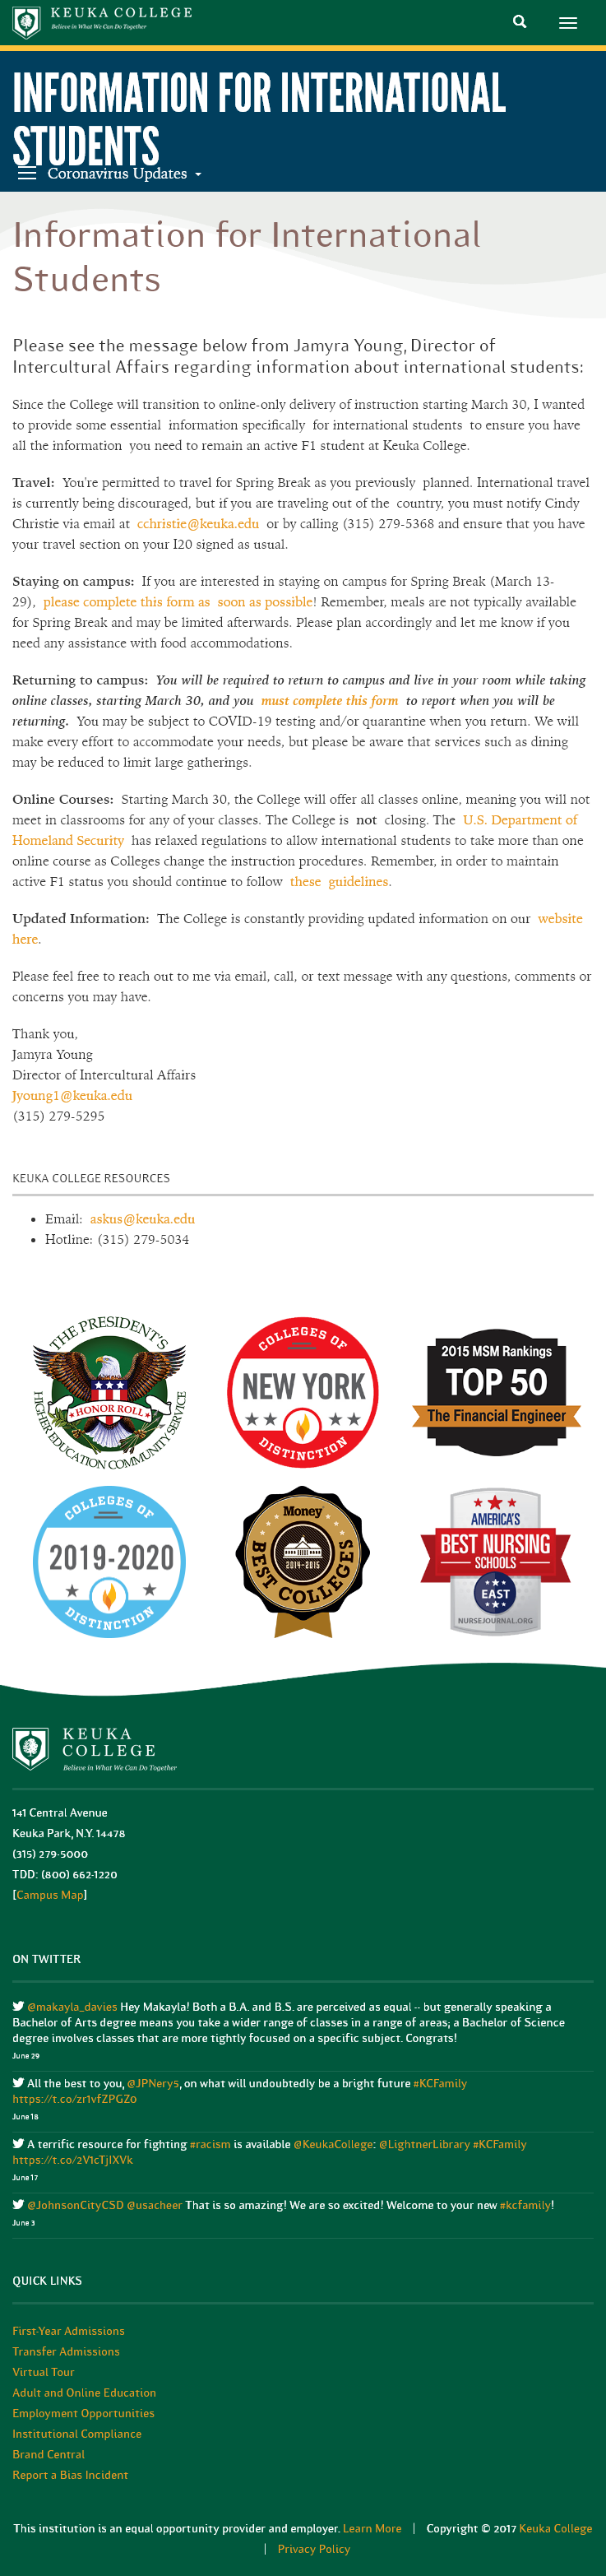 KEUKA COLLEGE
Believe in What We Can Do Together
INFORMATION FOR INTERNATIONAL
STUDENTS
Coronavirus Updates
Information for International
Students
Please see the message below from Jamyra Young, Director of
Intercultural Affairs regarding information about international students:
Since the College will transition to online-only delivery of instruction starting March 30, I wanted
to provide some essential information specifically for international students to ensure you have
all the information you need to remain an active F1 student at Keuka College.
Travel: You're permitted to travel for Spring Break as you previously planned. International travel
is currently being discouraged, but if you are traveling out of the country, you must notify Cindy
Christie via email at cchristie@keuka.edu or by calling (315) 279-5368 and ensure that you have
your travel section on your I20 signed as usual.
Staying on campus: If you are interested in staying on campus for Spring Break (March 13-
29), please complete this form as soon as possible! Remember, meals are not typically available
for Spring Break and may be limited afterwards. Please plan accordingly and let me know if you
need any assistance with food accommodations.
Returning to campus: You will be required to return to campus and live in your room while taking
online classes, starting March 30, and you must complete this form to report when you will be
returning. You may be subject to COVID-19 testing and/or quarantine when you return. We will
make every effort to accommodate your needs, but please be aware that services such as dining
may be reduced to limit large gatherings.
Online Courses: Starting March 30, the College will offer all classes online, meaning you will not
meet in classrooms for any of your classes. The College is not closing. The U.S. Department of
Homeland Security has relaxed regulations to allow international students to take more than one
online course as Colleges change the instruction procedures. Remember, in order to maintain
active F1 status you should continue to follow these guidelines.
Updated Information: The College is constantly providing updated information on our website
here.
Please feel free to reach out to me via email, call, or text message with any questions, comments or
concerns you may have.
Thank you,
Jamyra Young
Director of Intercultural Affairs
Jyoung1@keuka.edu
(315) 279-5295
KEUKA COLLEGE RESOURCES
Email: askus@keuka.edu
Hotline: (315) 279-5034
THE PRESIDENT'S
HONOR ROLL
HIGHER EDUCATION COMMUNITY SERVICE
COLLEGES OF
NEW YORK
DISTINCTION
2015 MSM Rankings
TOP 50
The Financial Engineer
COLLEGES OF
2019-2020
DISTINCTION
Money
BEST COLLEGES
2014-2015
AMERICA'S
BEST NURSING
SCHOOLS
EAST
NURSEJOURNAL.ORG
KEUKA
COLLEGE
Believe in What We Can Do Together
141 Central Avenue
Keuka Park, N.Y. 14478
(315) 279-5000
TDD: (800) 662-1220
[Campus Map]
ON TWITTER
@makayla_davies Hey Makayla! Both a B.A. and B.S. are perceived as equal -- but generally speaking a
Bachelor of Arts degree means you take a wider range of classes in a range of areas; a Bachelor of Science
degree involves classes that are more tightly focused on a specific subject. Congrats!
June 29
All the best to you, @JPNery5, on what will undoubtedly be a bright future #KCFamily
https://t.co/zr1vfZPGZ0
June 18
A terrific resource for fighting #racism is available @KeukaCollege: @LightnerLibrary #KCFamily
https://t.co/2V1cTjIXVk
June 17
@JohnsonCityCSD @usacheer That is so amazing! We are so excited! Welcome to your new #kcfamily!
June 3
QUICK LINKS
First-Year Admissions
Transfer Admissions
Virtual Tour
Adult and Online Education
Employment Opportunities
Institutional Compliance
Brand Central
Report a Bias Incident
This institution is an equal opportunity provider and employer. Learn More | Copyright © 2017 Keuka College
| Privacy Policy